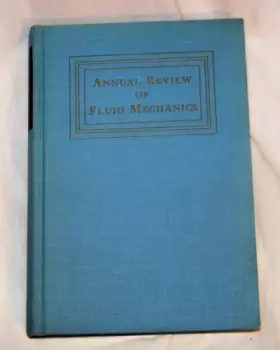 ANNUAL REVIEW
OF
FLUID MECHANICS